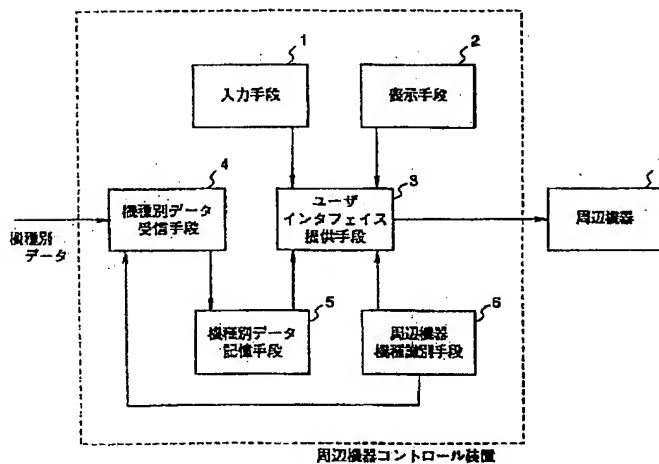 1
2
入力手段
表示手段
4
3
機種別データ
受信手段
ユーザ
インタフェイス
提供手段
周辺機器
機種別
データ
5
6
機種別データ
記憶手段
周辺機器
機種識別手段
周辺機器コントロール装置